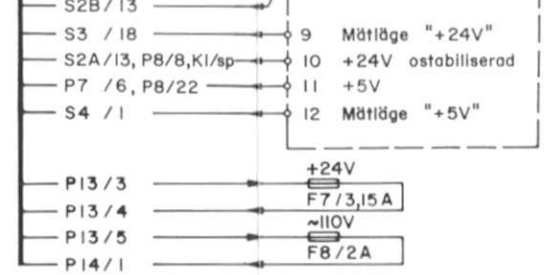 S2B/13
S3 /18 9 Mätläge "+24V"
S2A/13, P8/8, K1/sp 10 +24V ostabiliserad
P7 /6, P8/22 11 +5V
S4 /1 12 Mätläge "+5V"
+24V
P13/3
F7/3,15A
P13/4
~110V
P13/5
F8/2A
P14/1